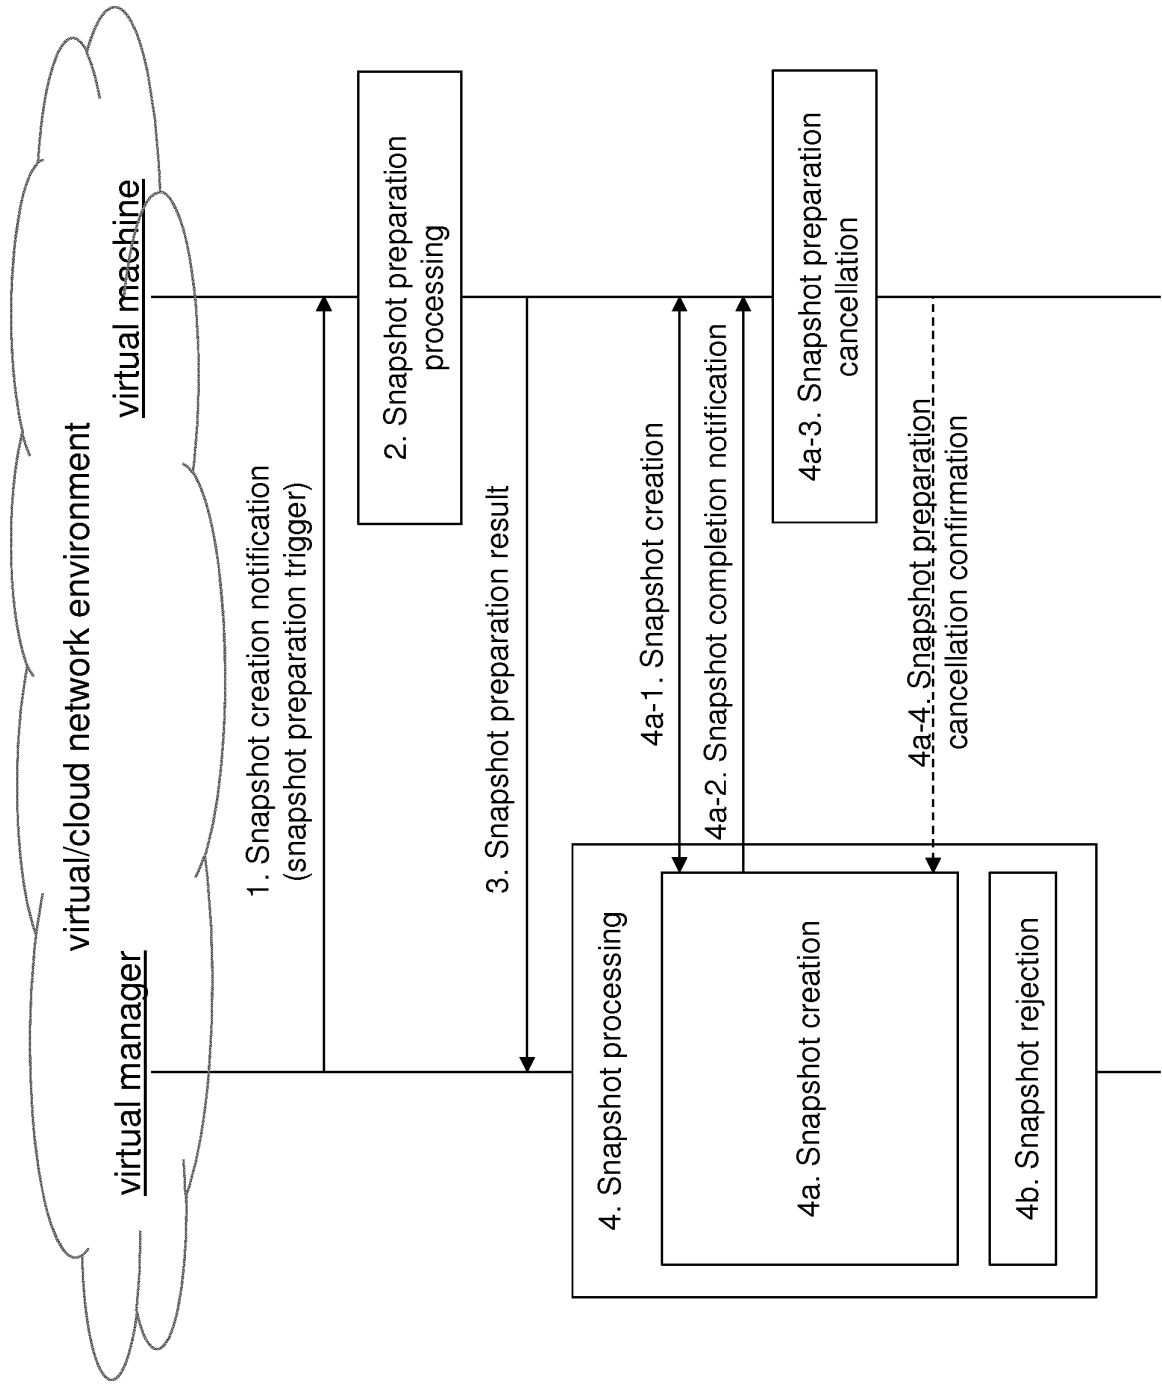 virtual/cloud network environment
virtual manager
virtual machine
1. Snapshot creation notification
(snapshot preparation trigger)
2. Snapshot preparation
processing
3. Snapshot preparation result
4. Snapshot processing
4a-1. Snapshot creation
4a-2. Snapshot completion notification
4a. Snapshot creation
4a-3. Snapshot preparation
cancellation
4a-4. Snapshot preparation
cancellation confirmation
4b. Snapshot rejection